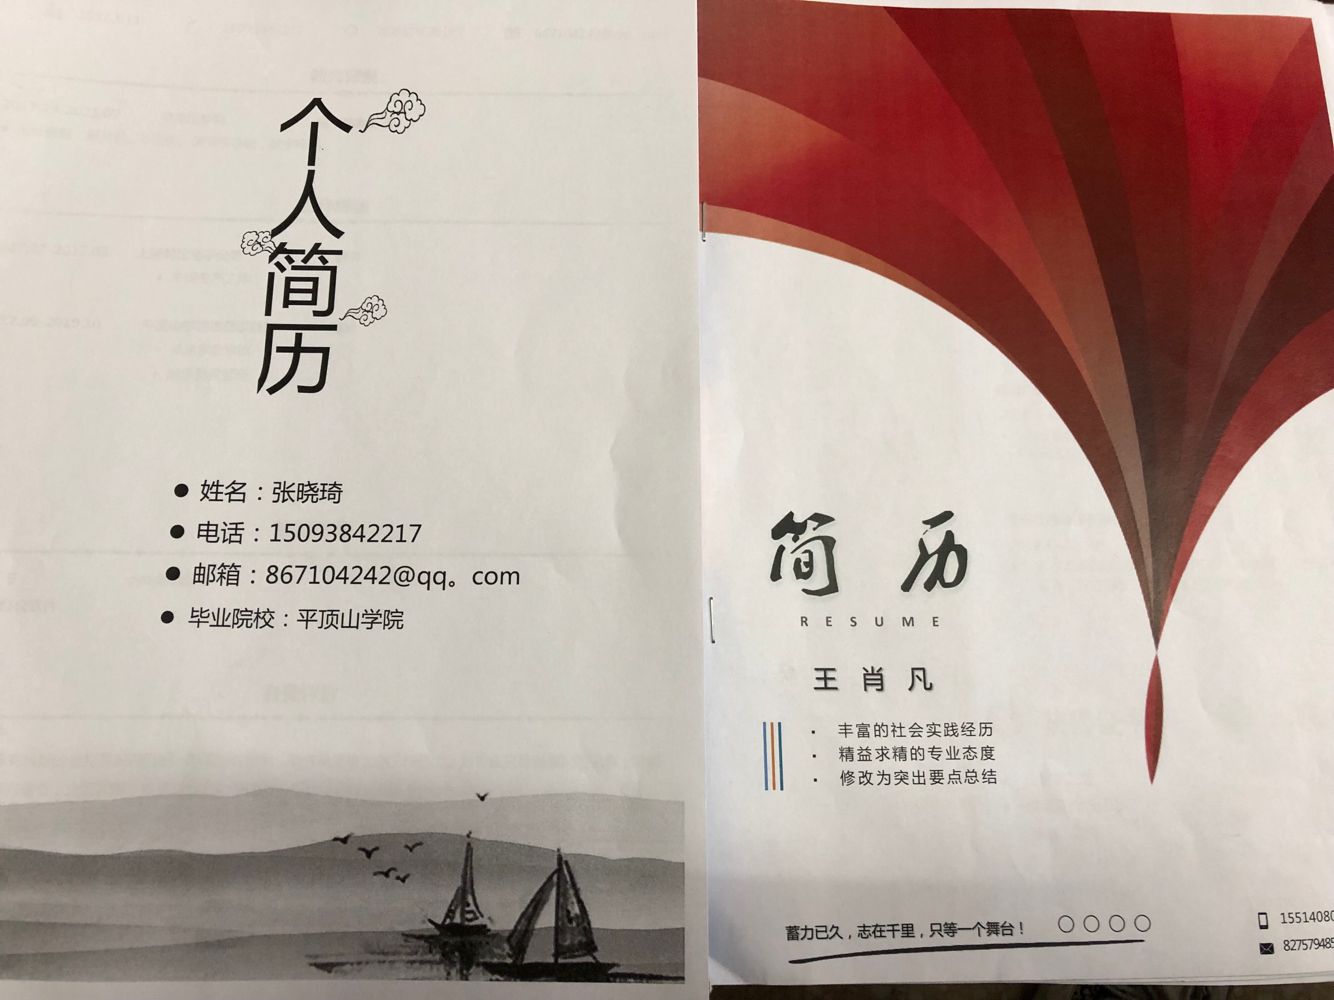 个人简历
姓名：张晓琦
电话：15093842217
邮箱：867104242@qq。com
毕业院校：平顶山学院
简 历
RESUME
王肖凡
丰富的社会实践经历
精益求精的专业态度
修改为突出要点总结
蓄力已久，志在千里，只等一个舞台！
1551408
82757948